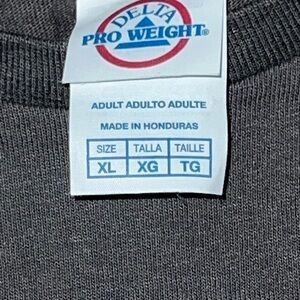 DELTA
PRO WEIGHT®
ADULT ADULTO ADULTE
MADE IN HONDURAS
SIZE TALLA TAILLE
XL XG TG